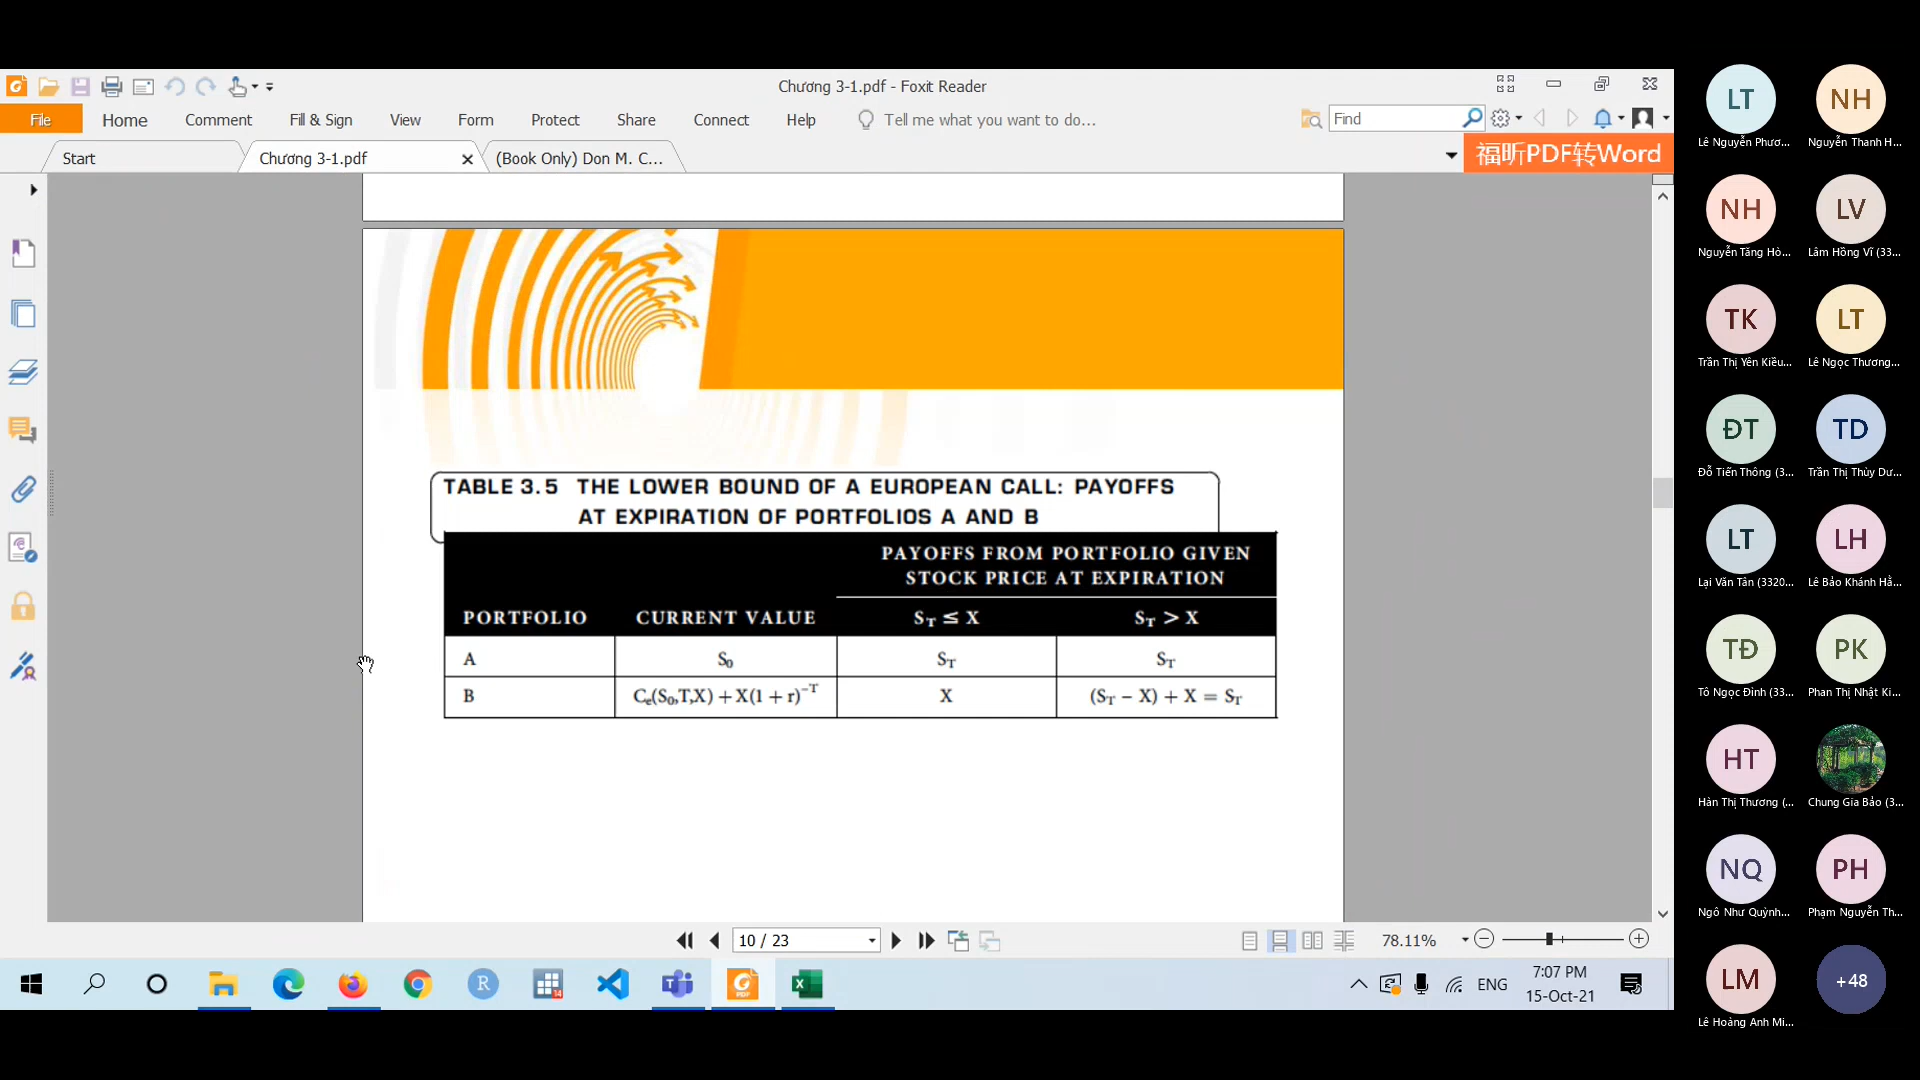 Chương 3-1.pdf - Foxit Reader
File Home Comment Fill & Sign View Form Protect Share Connect Help Tell me what you want to do... Find
Start Chương 3-1.pdf (Book Only) Don M. C... 福昕PDF转Word
TABLE 3.5 THE LOWER BOUND OF A EUROPEAN CALL: PAYOFFS
AT EXPIRATION OF PORTFOLIOS A AND B
PAYOFFS FROM PORTFOLIO GIVEN
STOCK PRICE AT EXPIRATION
PORTFOLIO CURRENT VALUE S_T ≤ X S_T > X
A S₀ S_T S_T
B Cₑ(S₀,T,X) + X(1 + r)^−T X (S_T − X) + X = S_T
10 / 23 78.11%
ENG 7:07 PM
15-Oct-21
14
LT NH
Lê Nguyễn Phươ... Nguyễn Thanh H...
NH LV
Nguyễn Tăng Hò... Lâm Hồng Vĩ (33...
TK LT
Trần Thị Yên Kiều... Lê Ngọc Thương...
ĐT TD
Đỗ Tiến Thông (3... Trần Thị Thùy Dư...
LT LH
Lại Văn Tân (3320... Lê Bảo Khánh Hằ...
TĐ PK
Tô Ngọc Đình (33... Phan Thị Nhật Ki...
HT
Hàn Thị Thương (... Chung Gia Bảo (3...
NQ PH
Ngô Như Quỳnh... Phạm Nguyễn Th...
LM +48
Lê Hoàng Anh Mi...